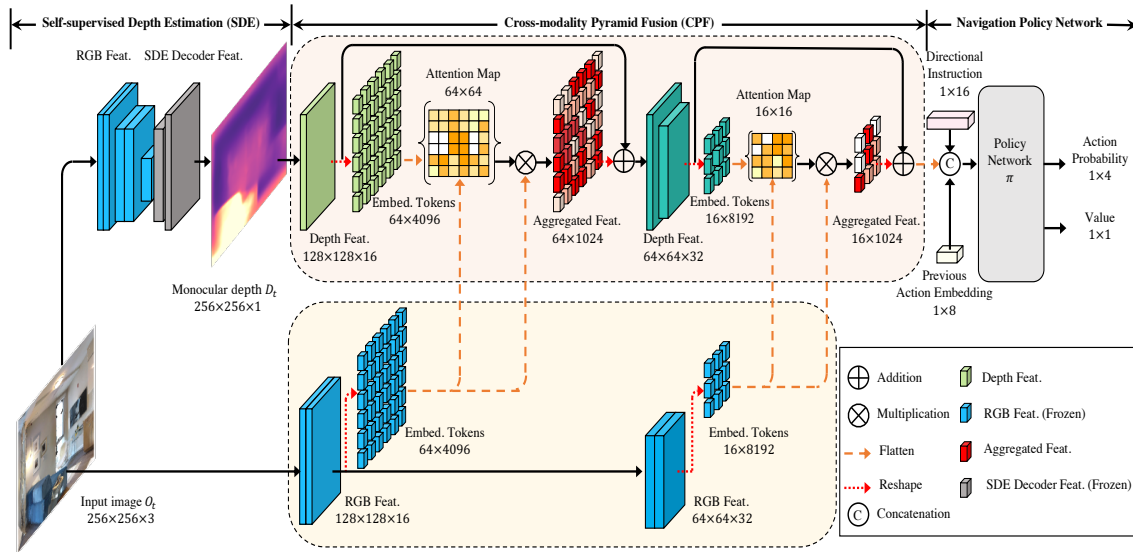 Self-supervised Depth Estimation (SDE)
Cross-modality Pyramid Fusion (CPF)
Navigation Policy Network
RGB Feat.
SDE Decoder Feat.
Monocular depth D_t
256×256×1
Input image O_t
256×256×3
Depth Feat.
128×128×16
Embed. Tokens
64×4096
Attention Map
64×64
Aggregated Feat.
64×1024
Depth Feat.
64×64×32
Embed. Tokens
16×8192
Attention Map
16×16
Aggregated Feat.
16×1024
Directional
Instruction
1×16
C
Previous
Action Embedding
1×8
Policy
Network
π
Action
Probability
1×4
Value
1×1
RGB Feat.
128×128×16
Embed. Tokens
64×4096
RGB Feat.
64×64×32
Embed. Tokens
16×8192
Addition
Depth Feat.
Multiplication
RGB Feat. (Frozen)
Flatten
Aggregated Feat.
Reshape
SDE Decoder Feat. (Frozen)
C
Concatenation